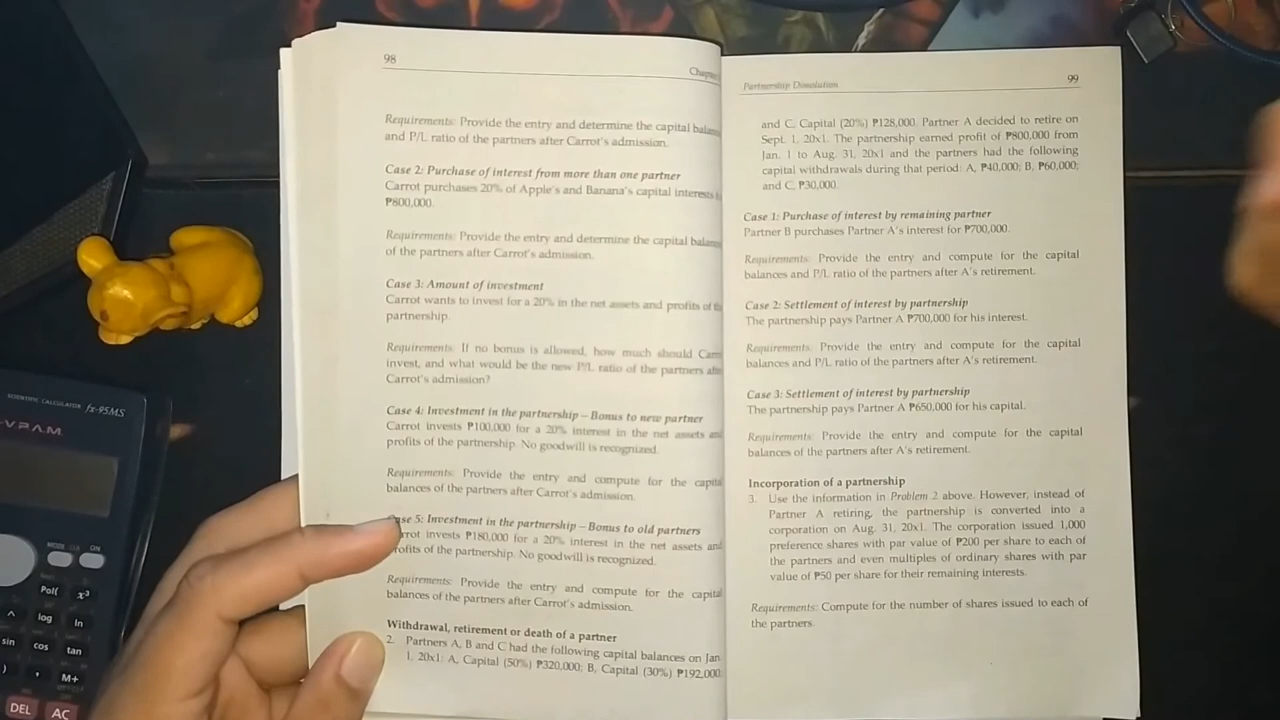 98
Chapter
Requirements: Provide the entry and determine the capital balan
and P/L ratio of the partners after Carrot's admission.
Case 2: Purchase of interest from more than one partner
Carrot purchases 20% of Apple's and Banana's capital interests
₱800,000.
Requirements: Provide the entry and determine the capital balan
of the partners after Carrot's admission.
Case 3: Amount of investment
Carrot wants to invest for a 20% in the net assets and profits of
partnership.
Requirements: If no bonus is allowed, how much should Carr
invest, and what would be the new P/L ratio of the partners aft
Carrot's admission?
Case 4: Investment in the partnership – Bonus to new partner
Carrot invests ₱100,000 for a 20% interest in the net assets and
profits of the partnership. No goodwill is recognized.
Requirements: Provide the entry and compute for the capital
balances of the partners after Carrot's admission.
ase 5: Investment in the partnership – Bonus to old partners
rrot invests ₱180,000 for a 20% interest in the net assets and
rofits of the partnership. No goodwill is recognized.
Requirements: Provide the entry and compute for the capital
balances of the partners after Carrot's admission.
Withdrawal, retirement or death of a partner
2. Partners A, B and C had the following capital balances on Jan
1, 20x1: A, Capital (50%) ₱320,000; B, Capital (30%) ₱192,000
Partnership Dissolution
99
and C, Capital (20%) ₱128,000. Partner A decided to retire on
Sept. 1, 20x1. The partnership earned profit of ₱800,000 from
Jan. 1 to Aug. 31, 20x1 and the partners had the following
capital withdrawals during that period: A, ₱40,000; B, ₱60,000;
and C, ₱30,000.
Case 1: Purchase of interest by remaining partner
Partner B purchases Partner A's interest for ₱700,000.
Requirements: Provide the entry and compute for the capital
balances and P/L ratio of the partners after A's retirement.
Case 2: Settlement of interest by partnership
The partnership pays Partner A ₱700,000 for his interest.
Requirements: Provide the entry and compute for the capital
balances and P/L ratio of the partners after A's retirement.
Case 3: Settlement of interest by partnership
The partnership pays Partner A ₱650,000 for his capital.
Requirements: Provide the entry and compute for the capital
balances of the partners after A's retirement.
Incorporation of a partnership
3. Use the information in Problem 2 above. However, instead of
Partner A retiring, the partnership is converted into a
corporation on Aug. 31, 20x1. The corporation issued 1,000
preference shares with par value of ₱200 per share to each of
the partners and even multiples of ordinary shares with par
value of ₱50 per share for their remaining interests.
Requirements: Compute for the number of shares issued to each of
the partners.
SCIENTIFIC CALCULATOR fx-95MS
V.P.A.M.
MODE ON
Pol( x³
^ log ln
sin cos tan
) , M+
DEL AC